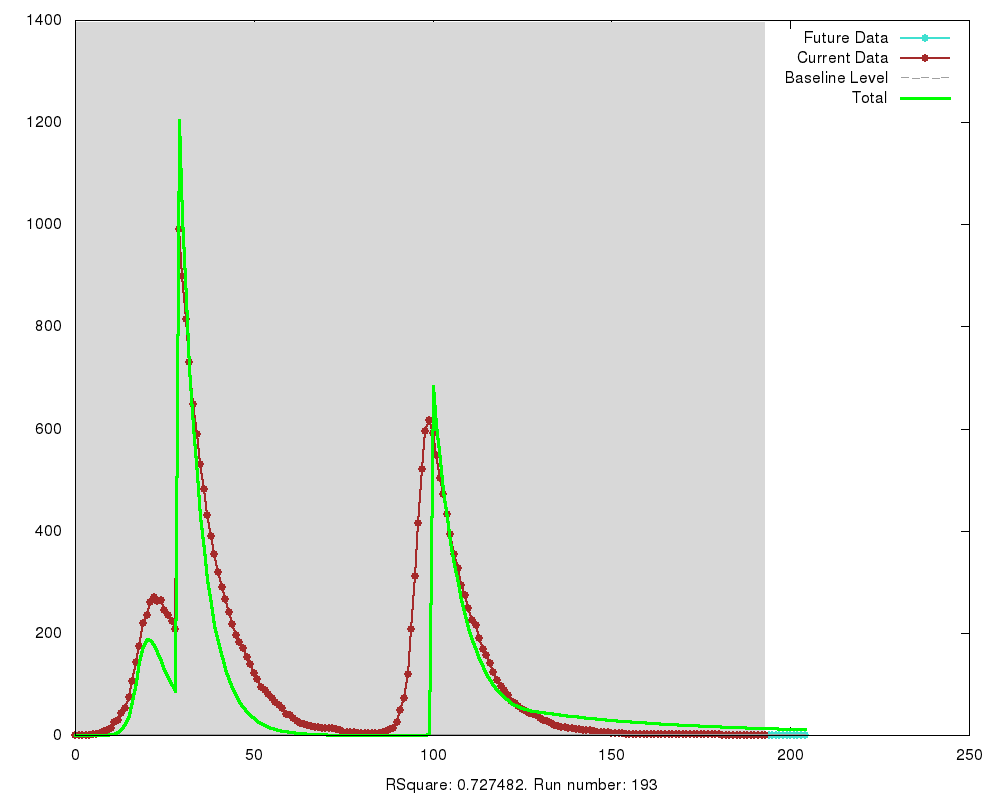 1400
1200
1000
800
600
400
200
0
0 50 100 150 200 250
Future Data
Current Data
Baseline Level
Total
RSquare: 0.727482. Run number: 193